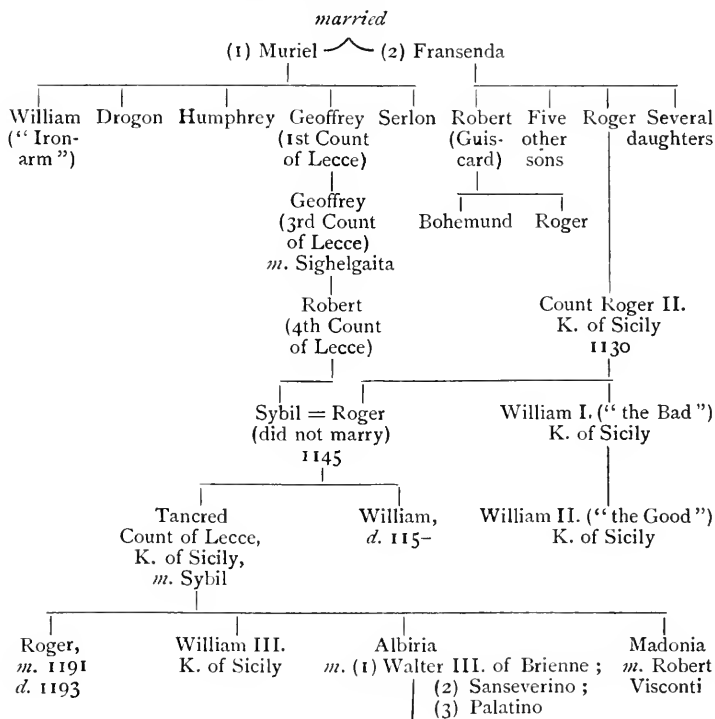 married
(1) Muriel (2) Fransenda
William Drogon Humphrey Geoffrey Serlon Robert Five Roger Several
(“ Iron- (1st Count (Guis- other daughters
arm ”) of Lecce) card) sons
Geoffrey Bohemund Roger
(3rd Count
of Lecce)
m. Sighelgaita
Robert Count Roger II.
(4th Count K. of Sicily
of Lecce) 1130
Sybil = Roger William I. (“ the Bad ”)
(did not marry) K. of Sicily
1145
Tancred William, William II. (“ the Good ”)
Count of Lecce, d. 115– K. of Sicily
K. of Sicily,
m. Sybil
Roger, William III. Albiria Madonia
m. 1191 K. of Sicily m. (1) Walter III. of Brienne ; m. Robert
d. 1193 (2) Sanseverino ; Visconti
(3) Palatino